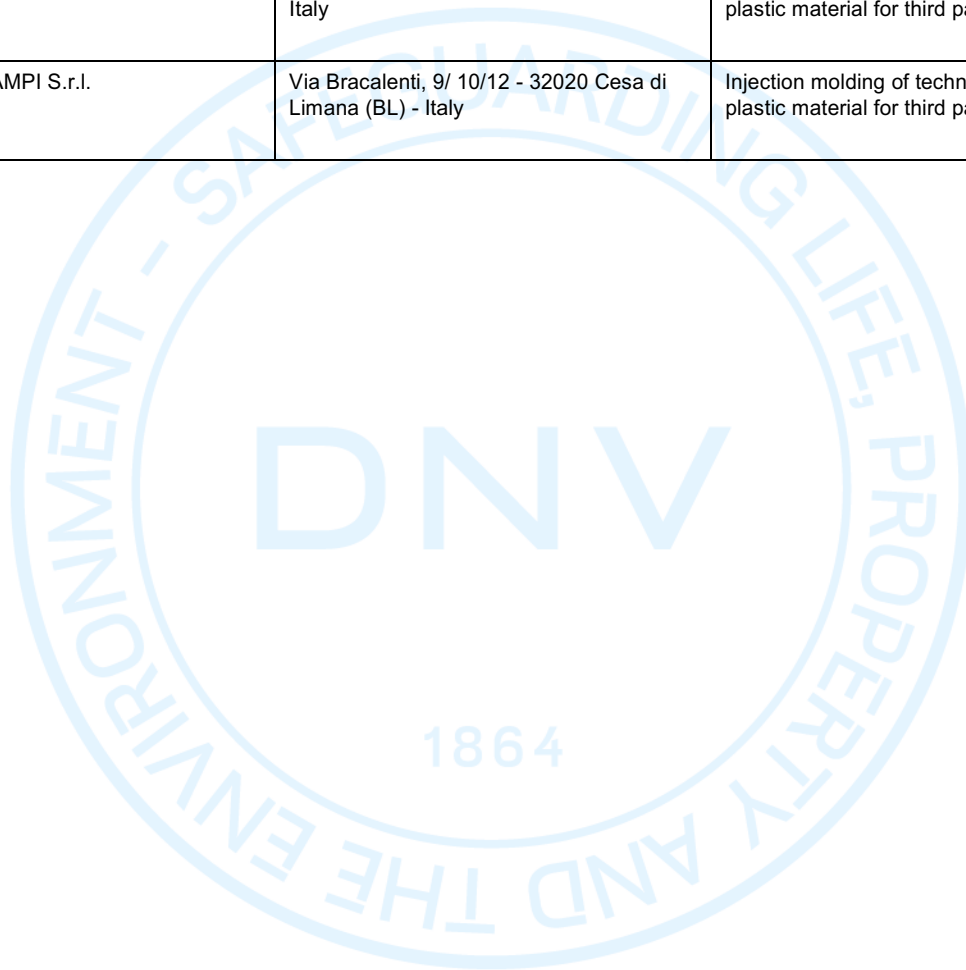 Italy
plastic material for third pa
AMPI S.r.l.
Via Bracalenti, 9/ 10/12 - 32020 Cesa di
Limana (BL) - Italy
Injection molding of techn
plastic material for third pa
SAFEGUARDING LIFE, PROPERTY AND THE ENVIRONMENT -
DNV
1864